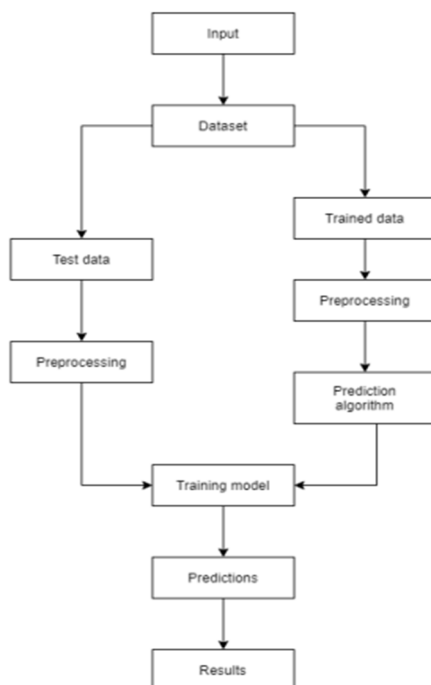 Input
Dataset
Trained data
Test data
Preprocessing
Preprocessing
Prediction
algorithm
Training model
Predictions
Results